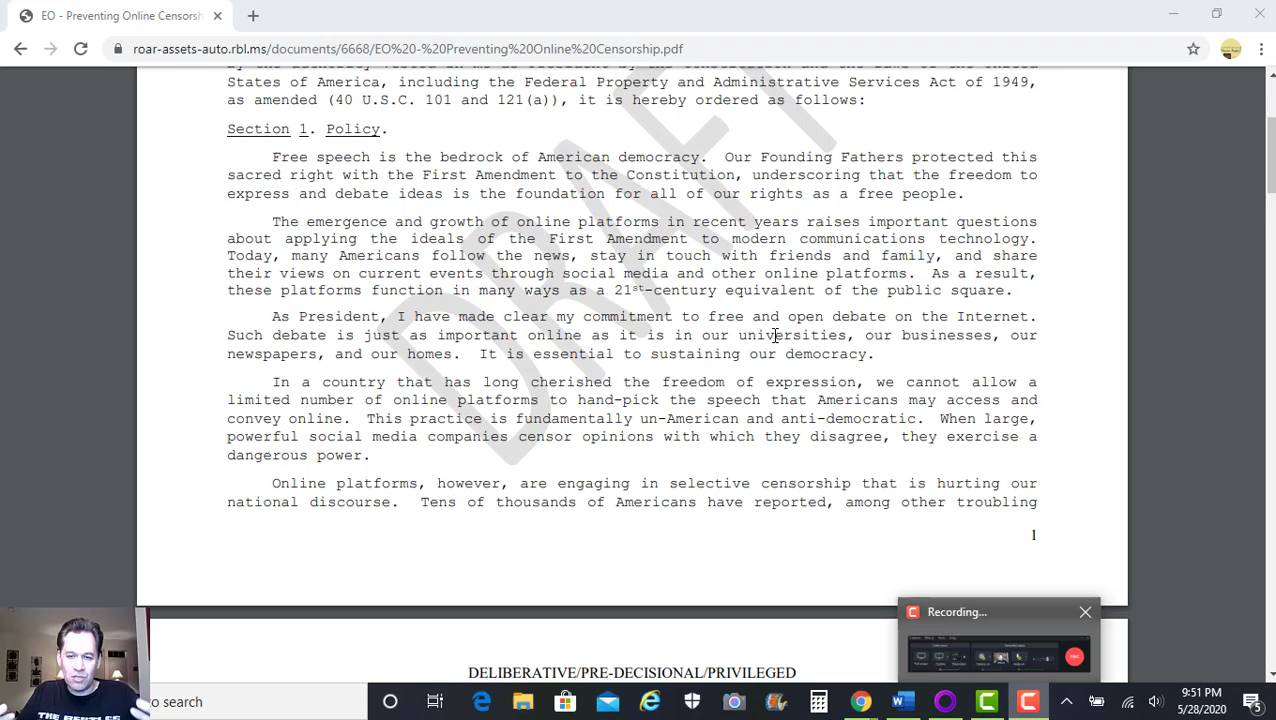 EO - Preventing Online Censorsh
roar-assets-auto.rbl.ms/documents/6668/EO%20-%20Preventing%20Online%20Censorship.pdf
States of America, including the Federal Property and Administrative Services Act of 1949,
as amended (40 U.S.C. 101 and 121(a)), it is hereby ordered as follows:
Section 1. Policy.
Free speech is the bedrock of American democracy. Our Founding Fathers protected this
sacred right with the First Amendment to the Constitution, underscoring that the freedom to
express and debate ideas is the foundation for all of our rights as a free people.
The emergence and growth of online platforms in recent years raises important questions
about applying the ideals of the First Amendment to modern communications technology.
Today, many Americans follow the news, stay in touch with friends and family, and share
their views on current events through social media and other online platforms. As a result,
these platforms function in many ways as a 21st-century equivalent of the public square.
As President, I have made clear my commitment to free and open debate on the Internet.
Such debate is just as important online as it is in our universities, our businesses, our
newspapers, and our homes. It is essential to sustaining our democracy.
In a country that has long cherished the freedom of expression, we cannot allow a
limited number of online platforms to hand-pick the speech that Americans may access and
convey online. This practice is fundamentally un-American and anti-democratic. When large,
powerful social media companies censor opinions with which they disagree, they exercise a
dangerous power.
Online platforms, however, are engaging in selective censorship that is hurting our
national discourse. Tens of thousands of Americans have reported, among other troubling
1
DRAFT
Recording...
DELIBERATIVE/PRE-DECISIONAL/PRIVILEGED
to search
9:51 PM
5/28/2020
5
THE BEATLES